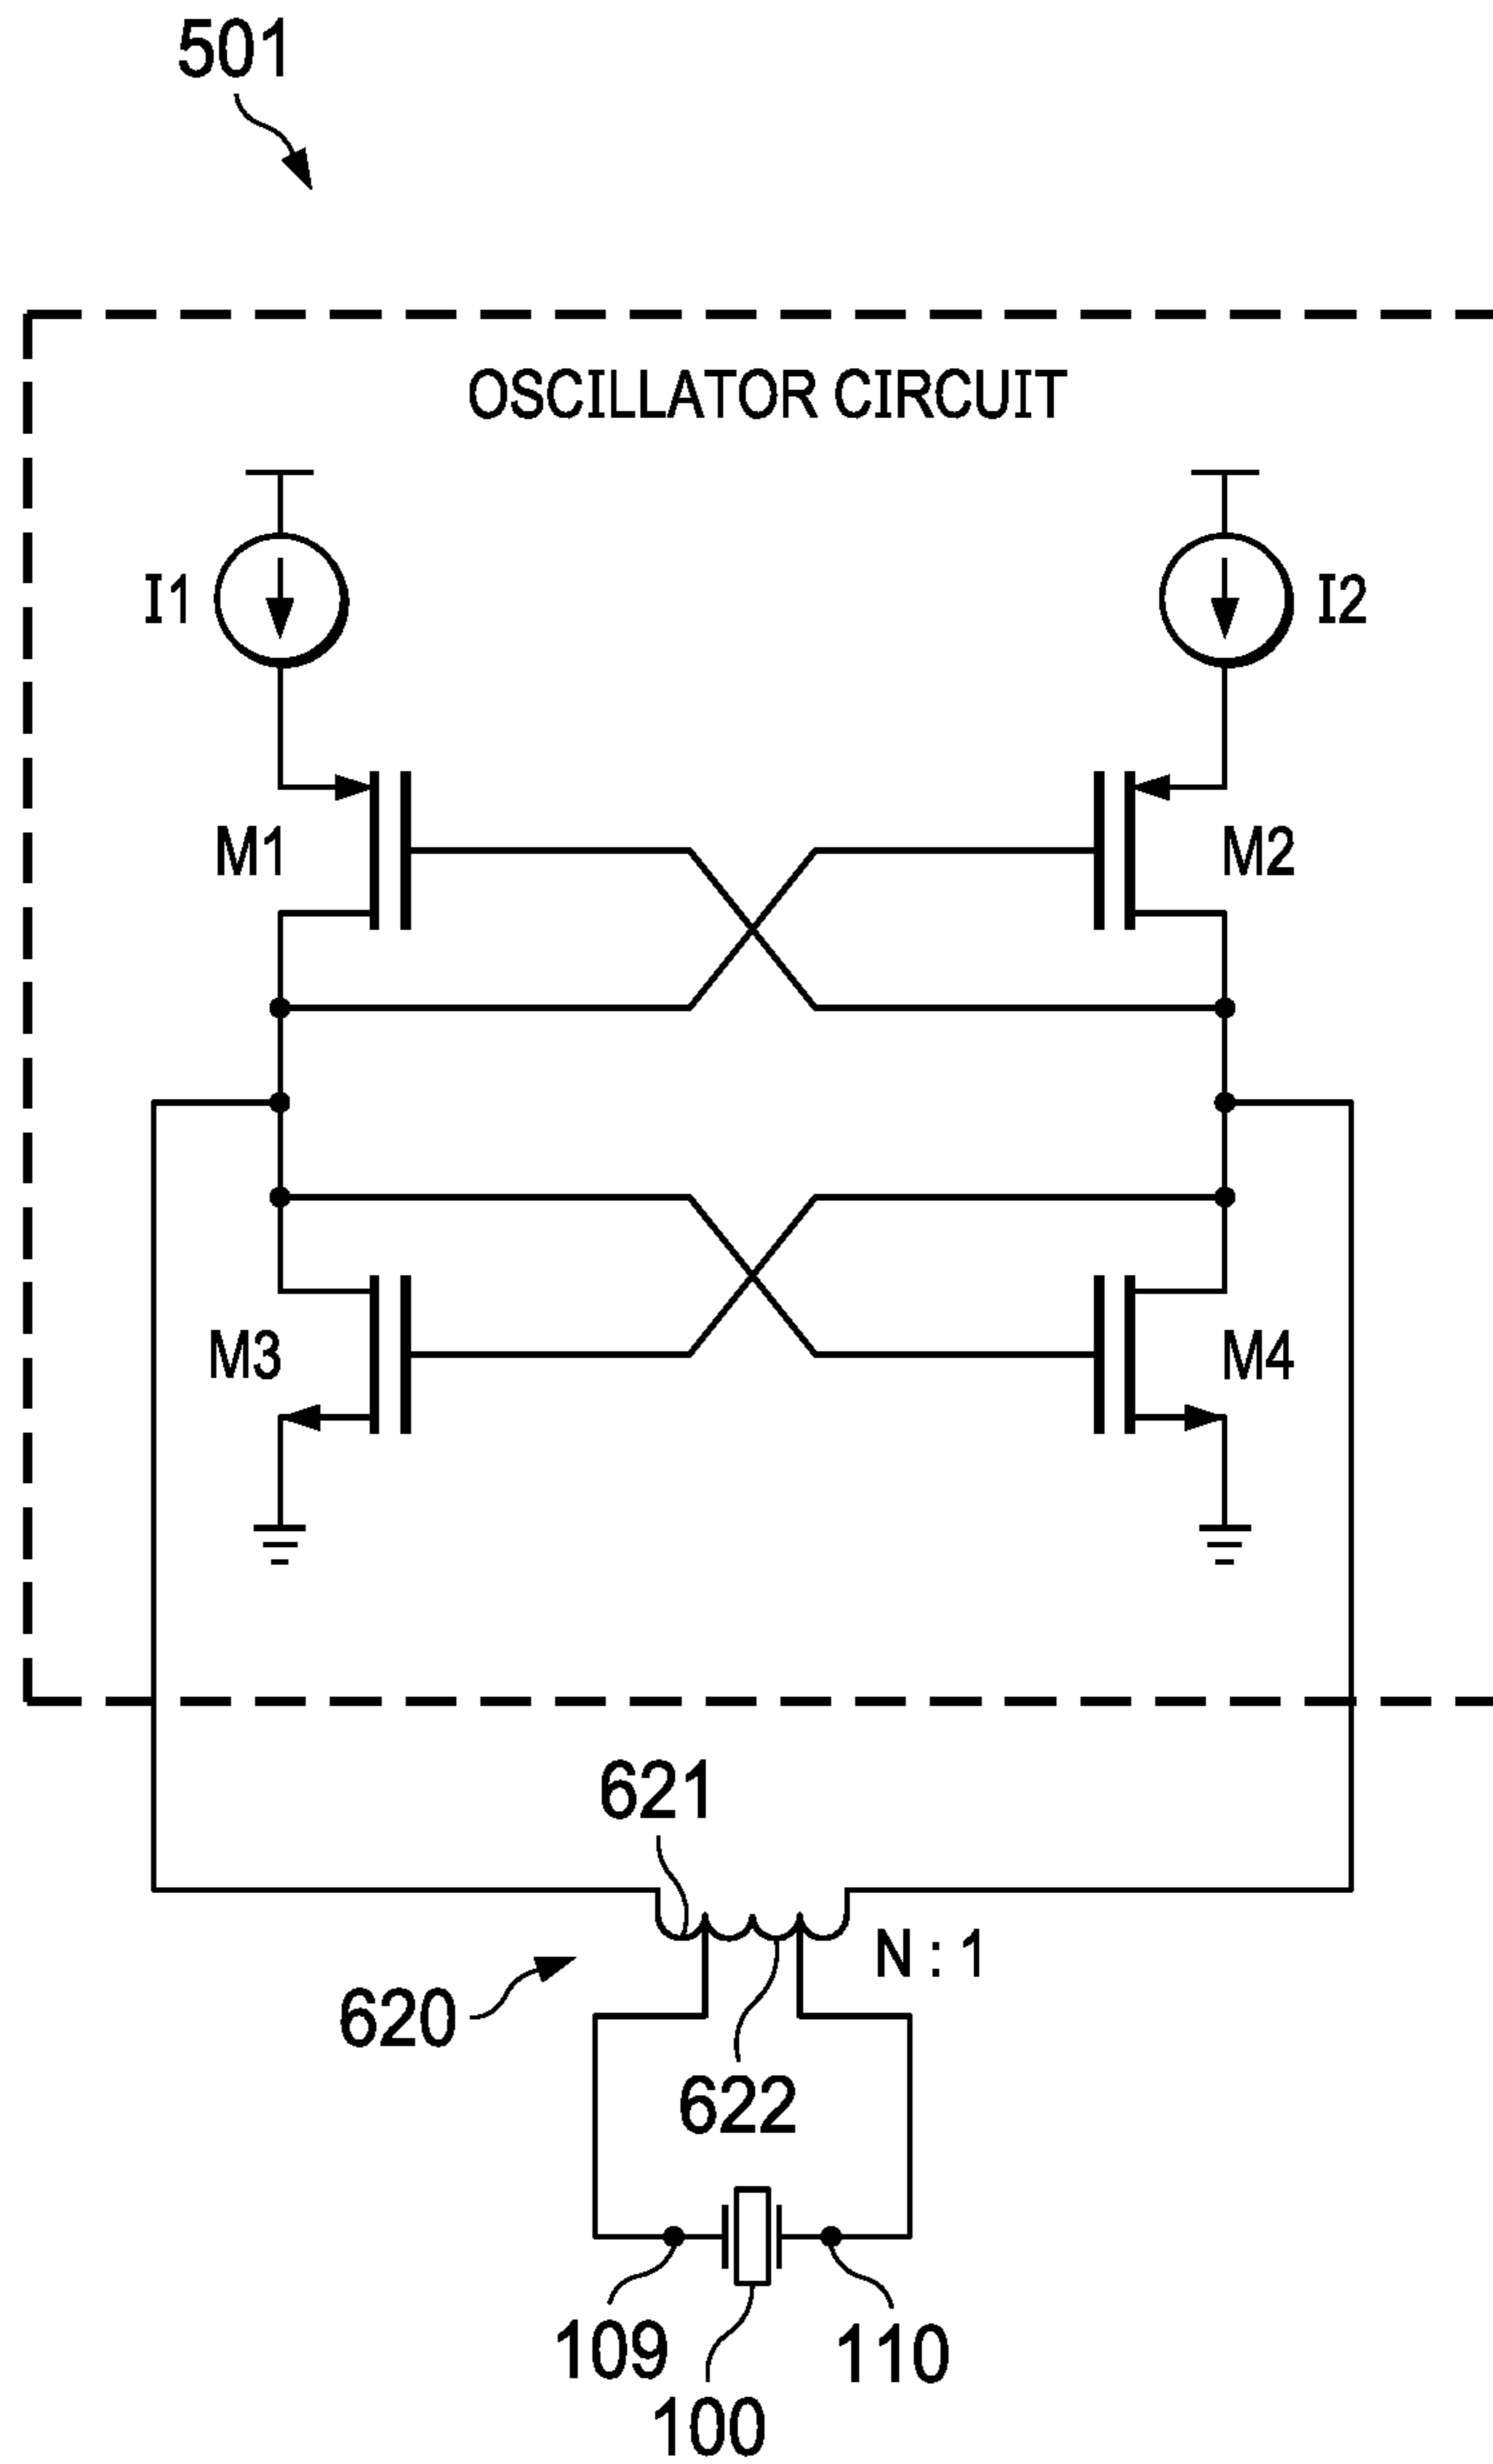 501
OSCILLATOR CIRCUIT
I1
I2
M1
M2
M3
M4
621
N : 1
620
622
109
110
100